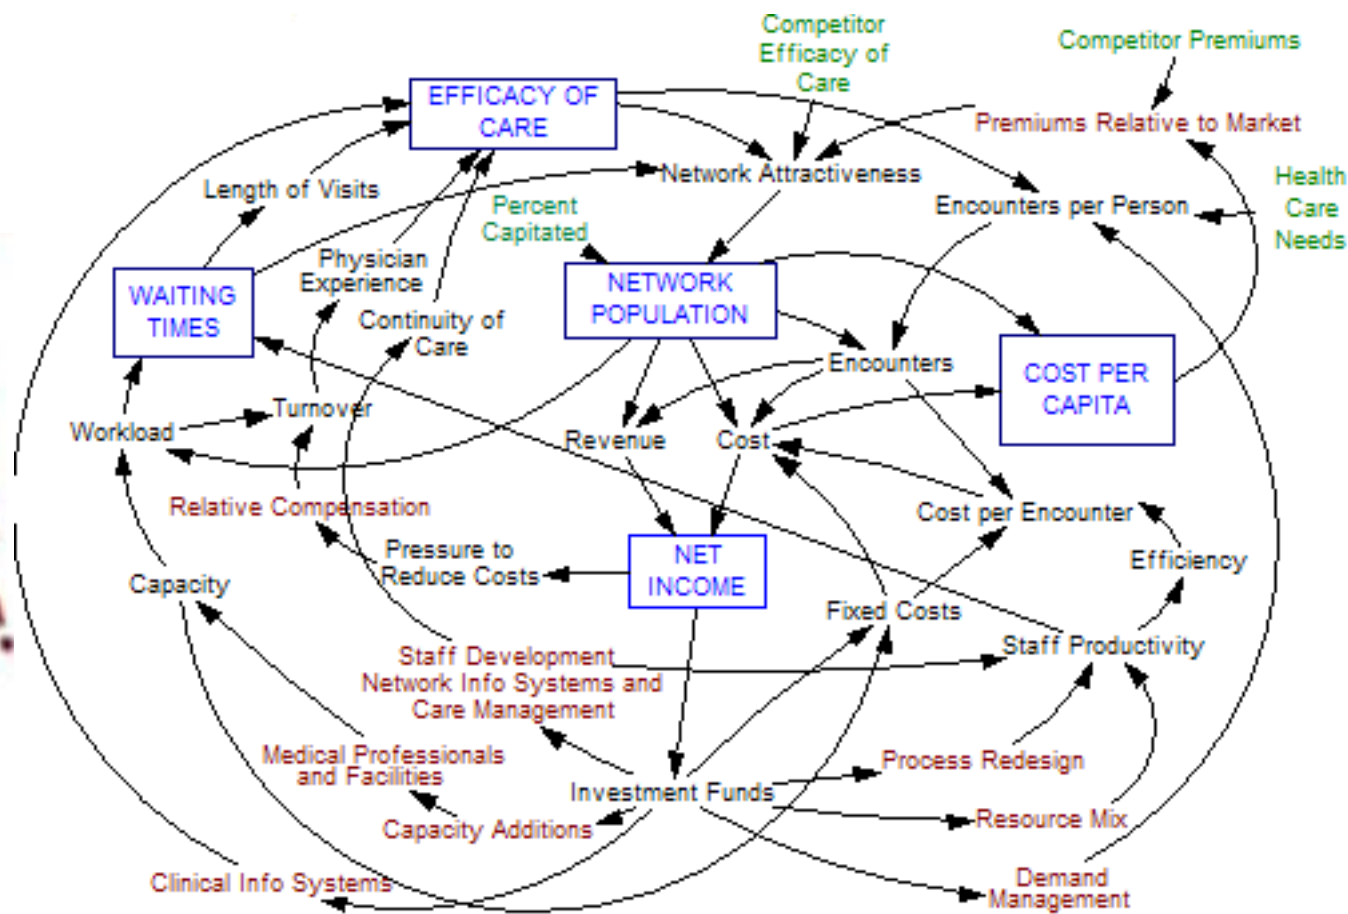 Competitor
Efficacy of
Care
Competitor Premiums
EFFICACY OF
CARE
Premiums Relative to Market
Network Attractiveness
Length of Visits
Percent
Capitated
Encounters per Person
Health
Care
Needs
Physician
Experience
WAITING
TIMES
NETWORK
POPULATION
Continuity of
Care
Encounters
COST PER
CAPITA
Turnover
Workload
Revenue
Cost
Relative Compensation
Cost per Encounter
Pressure to
Reduce Costs
NET
INCOME
Efficiency
Capacity
Fixed Costs
Staff Productivity
Staff Development
Network Info Systems and
Care Management
Medical Professionals
and Facilities
Process Redesign
Investment Funds
Capacity Additions
Resource Mix
Clinical Info Systems
Demand
Management